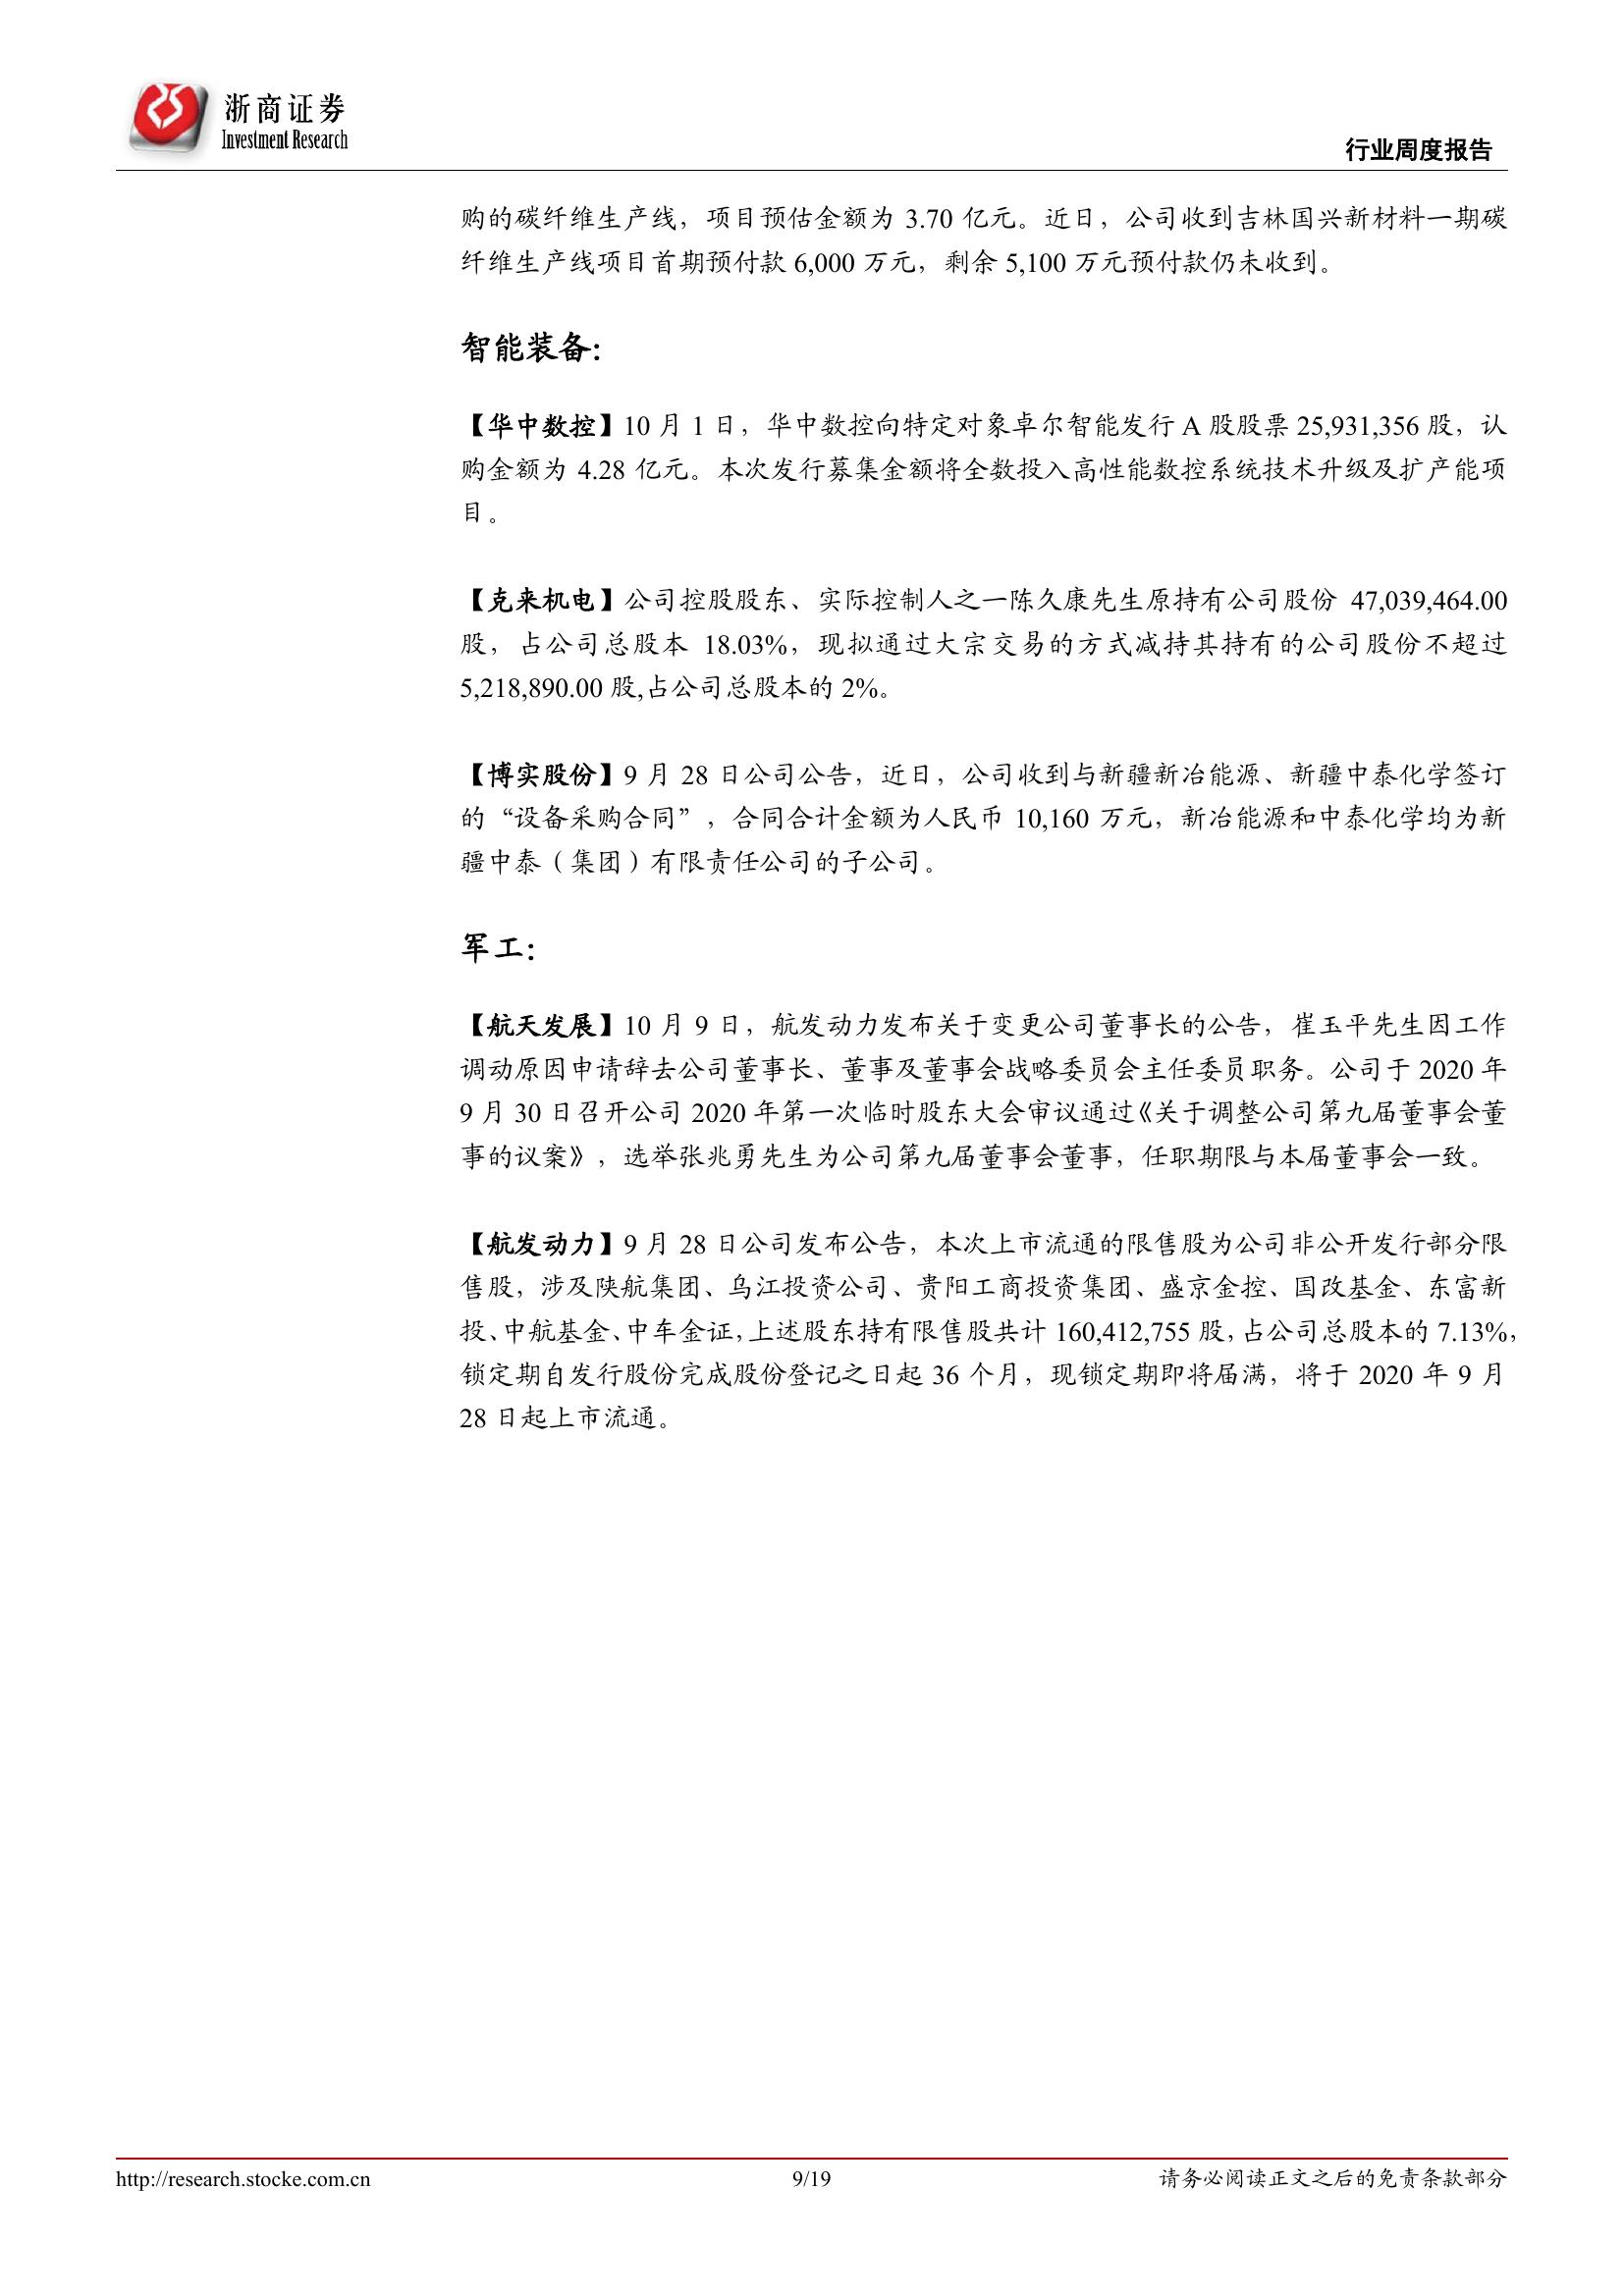 浙商证券
Investment Research
行业周度报告
购的碳纤维生产线，项目预估金额为 3.70 亿元。近日，公司收到吉林国兴新材料一期碳
纤维生产线项目首期预付款 6,000 万元，剩余 5,100 万元预付款仍未收到。
智能装备：
【华中数控】10 月 1 日，华中数控向特定对象卓尔智能发行 A 股股票 25,931,356 股，认
购金额为 4.28 亿元。本次发行募集金额将全数投入高性能数控系统技术升级及扩产能项
目。
【克来机电】公司控股股东、实际控制人之一陈久康先生原持有公司股份 47,039,464.00
股，占公司总股本 18.03%，现拟通过大宗交易的方式减持其持有的公司股份不超过
5,218,890.00 股,占公司总股本的 2%。
【博实股份】9 月 28 日公司公告，近日，公司收到与新疆新冶能源、新疆中泰化学签订
的“设备采购合同”，合同合计金额为人民币 10,160 万元，新冶能源和中泰化学均为新
疆中泰（集团）有限责任公司的子公司。
军工：
【航天发展】10 月 9 日，航发动力发布关于变更公司董事长的公告，崔玉平先生因工作
调动原因申请辞去公司董事长、董事及董事会战略委员会主任委员职务。公司于 2020 年
9 月 30 日召开公司 2020 年第一次临时股东大会审议通过《关于调整公司第九届董事会董
事的议案》，选举张兆勇先生为公司第九届董事会董事，任职期限与本届董事会一致。
【航发动力】9 月 28 日公司发布公告，本次上市流通的限售股为公司非公开发行部分限
售股，涉及陕航集团、乌江投资公司、贵阳工商投资集团、盛京金控、国改基金、东富新
投、中航基金、中车金证，上述股东持有限售股共计 160,412,755 股，占公司总股本的 7.13%，
锁定期自发行股份完成股份登记之日起 36 个月，现锁定期即将届满，将于 2020 年 9 月
28 日起上市流通。
http://research.stocke.com.cn
9/19
请务必阅读正文之后的免责条款部分